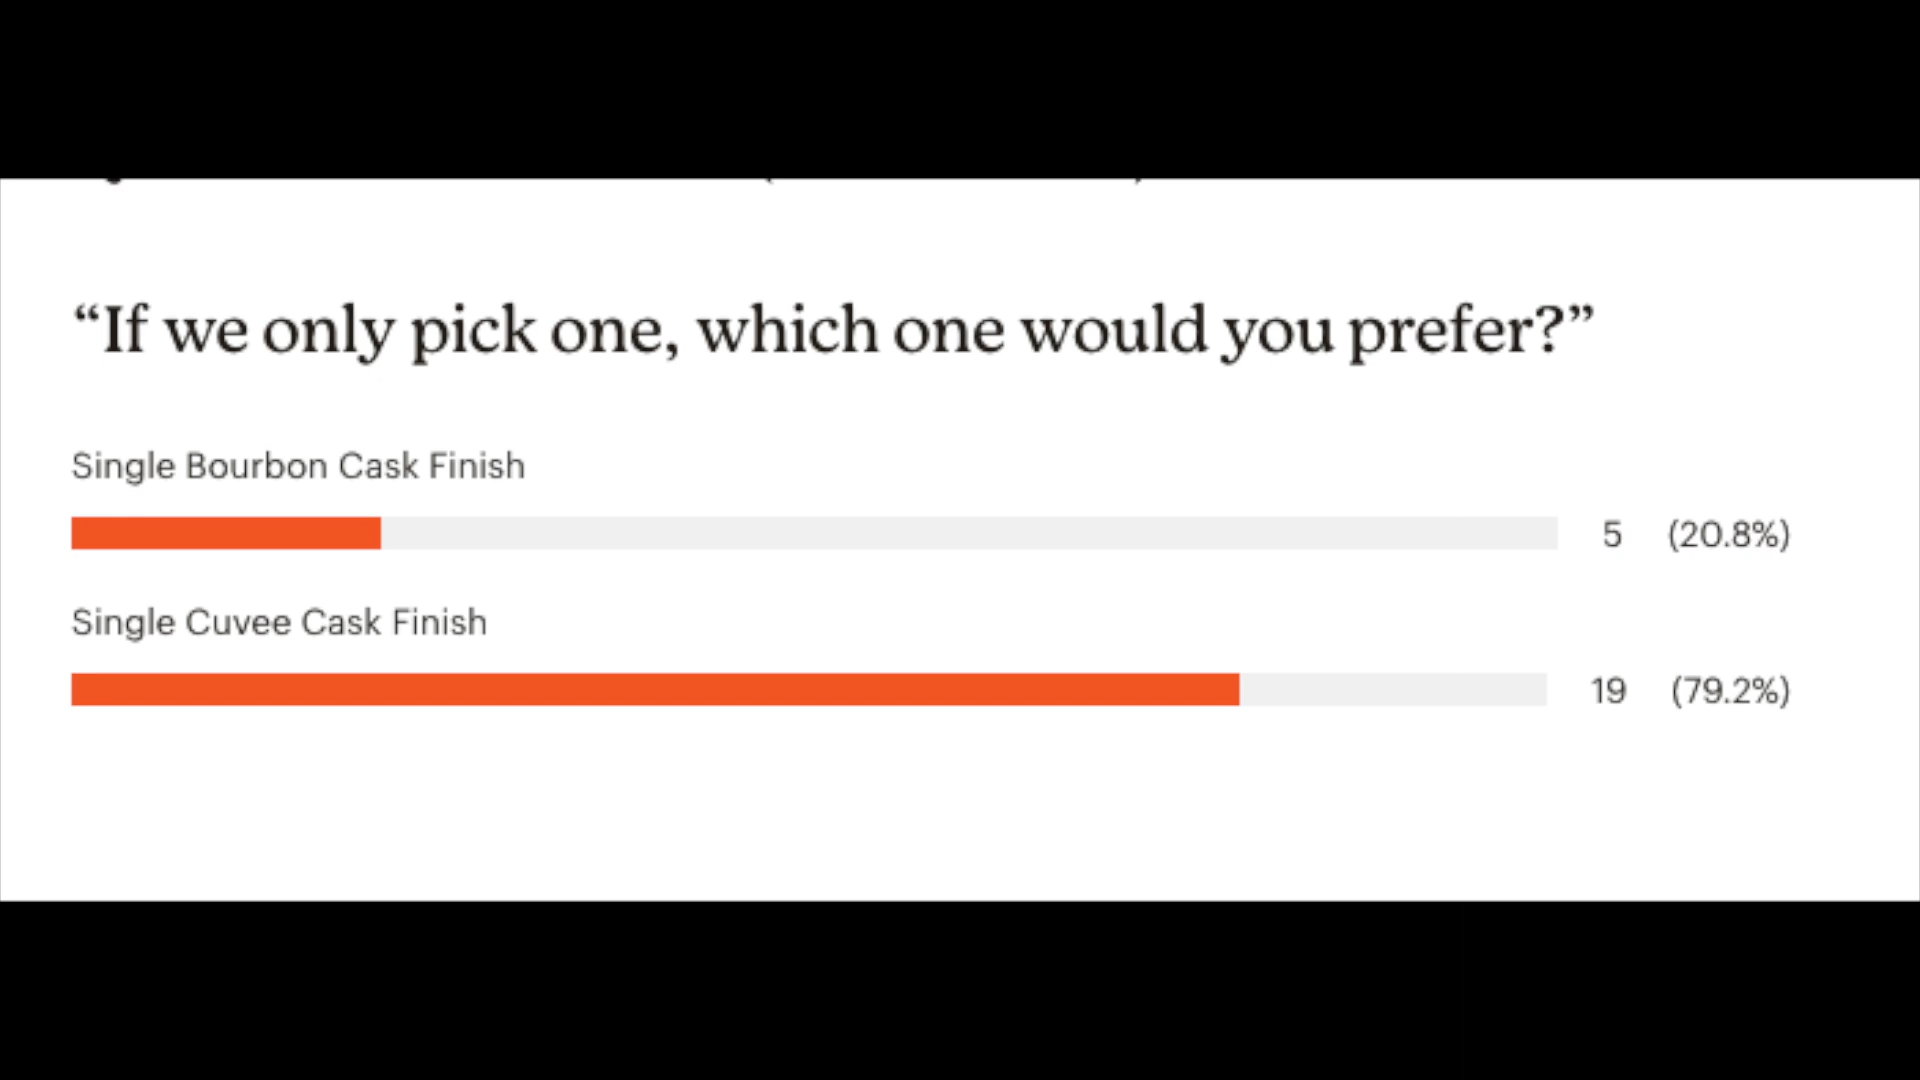 “If we only pick one, which one would you prefer?”
Single Bourbon Cask Finish
5 (20.8%)
Single Cuvee Cask Finish
19 (79.2%)